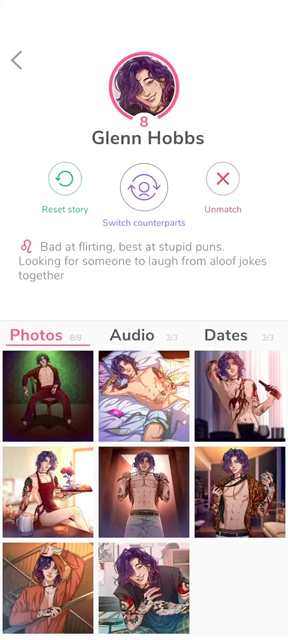 8
Glenn Hobbs
Reset story
Switch counterparts
Unmatch
Bad at flirting, best at stupid puns.
Looking for someone to laugh from aloof jokes
together
Photos 8/8 Audio 3/3 Dates 3/3